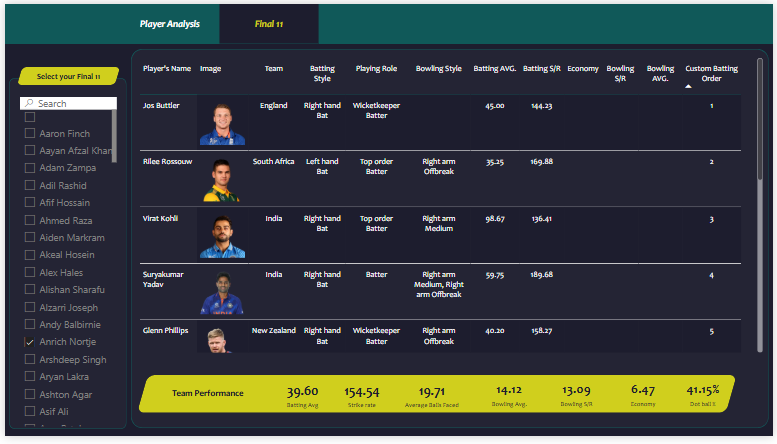 Player Analysis
Final 11
Select your Final 11
Search
Aaron Finch
Aayan Afzal Khan
Adam Zampa
Adil Rashid
Afif Hossain
Ahmed Raza
Aiden Markram
Akeal Hosein
Alex Hales
Alishan Sharafu
Alzarri Joseph
Andy Balbirnie
Anrich Nortje
Arshdeep Singh
Aryan Lakra
Ashton Agar
Asif Ali
Player's Name Image Team Batting Style Playing Role Bowling Style Batting AVG. Batting S/R Economy Bowling S/R Bowling AVG. Custom Batting Order
Jos Buttler England Right hand Bat Wicketkeeper Batter 45.00 144.23 1
Rilee Rossouw South Africa Left hand Bat Top order Batter Right arm Offbreak 35.25 169.88 2
Virat Kohli India Right hand Bat Top order Batter Right arm Medium 98.67 136.41 3
Suryakumar Yadav India Right hand Bat Batter Right arm Medium, Right arm Offbreak 59.75 189.68 4
Glenn Phillips New Zealand Right hand Bat Wicketkeeper Batter Right arm Offbreak 40.20 158.27 5
Team Performance
39.60 154.54 19.71 14.12 13.09 6.47 41.15%
Batting Avg Strike rate Average Balls Faced Bowling Avg. Bowling S/R Economy Dot ball %